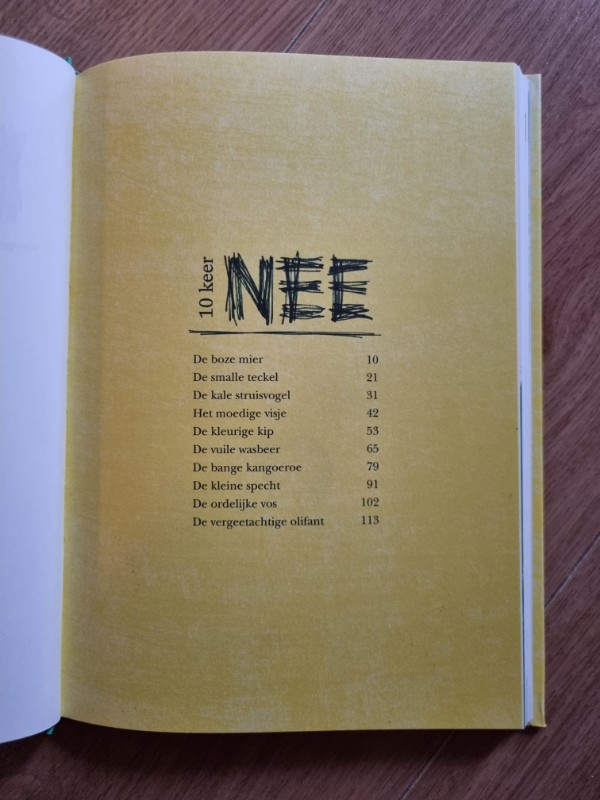 10 keer NEE
De boze mier 10
De smalle teckel 21
De kale struisvogel 31
Het moedige visje 42
De kleurige kip 53
De vuile wasbeer 65
De bange kangoeroe 79
De kleine specht 91
De ordelijke vos 102
De vergeetachtige olifant 113